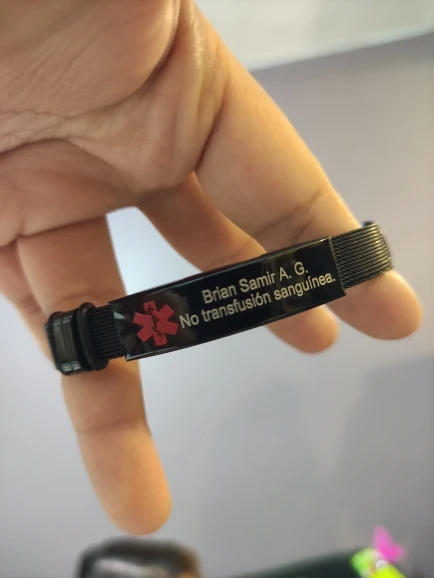 Brian Samir A. G.
No transfusión sanguínea.